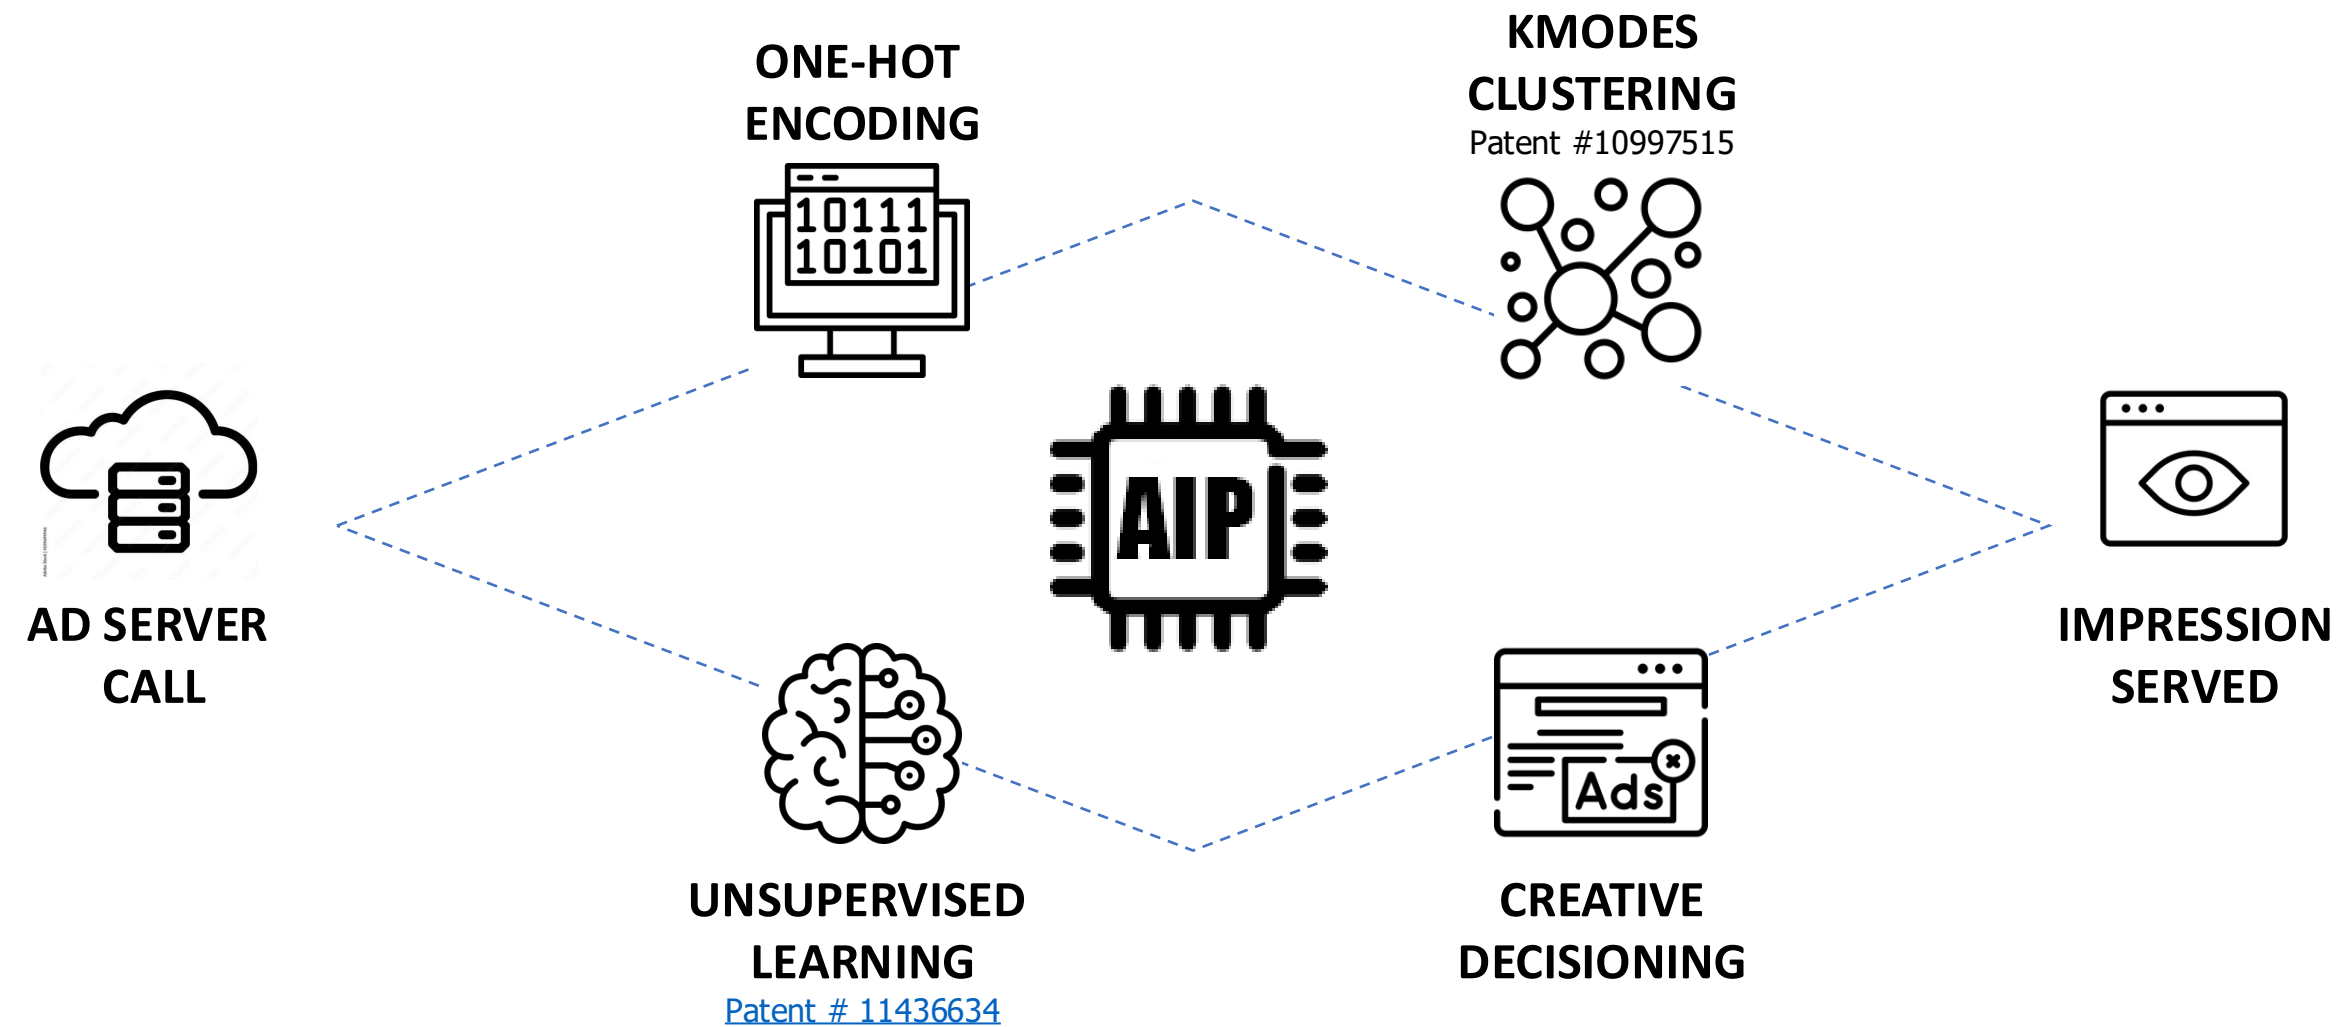 ONE-HOT
ENCODING
10111
10101
KMODES
CLUSTERING
Patent #10997515
AIP
AD SERVER
CALL
IMPRESSION
SERVED
UNSUPERVISED
LEARNING
Patent # 11436634
Ads
CREATIVE
DECISIONING